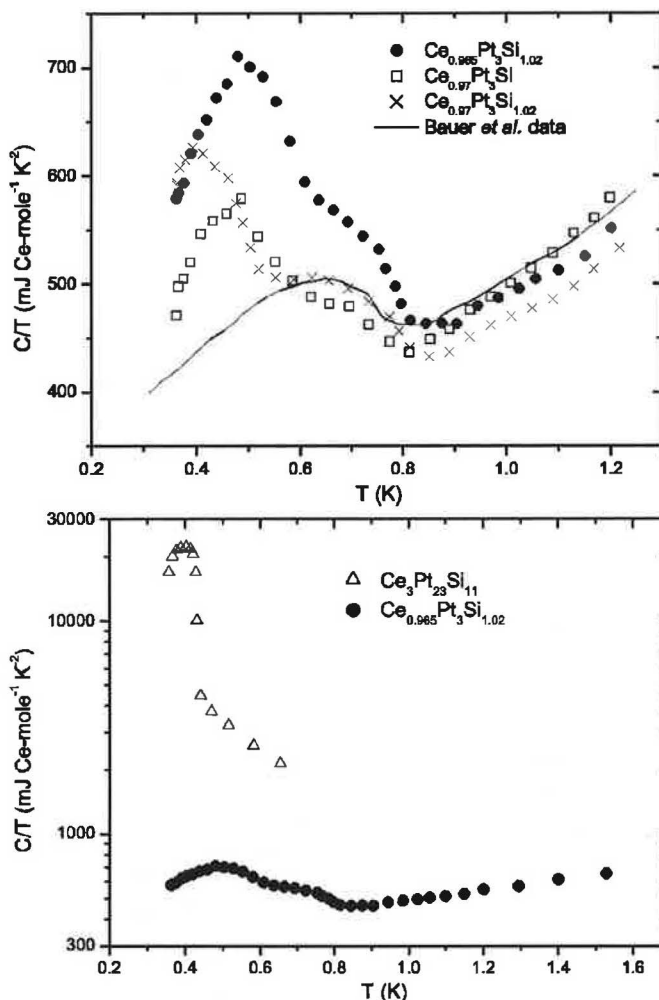 Ce0.965Pt3Si1.02
Ce0.97Pt3Si
Ce0.97Pt3Si1.02
Bauer et al. data
700
600
500
400
C/T (mJ Ce-mole-1 K-2)
0.2 0.4 0.6 0.8 1.0 1.2
T (K)
30000
10000
1000
300
C/T (mJ Ce-mole-1 K-2)
Ce3Pt23Si11
Ce0.965Pt3Si1.02
0.2 0.4 0.6 0.8 1.0 1.2 1.4 1.6
T (K)